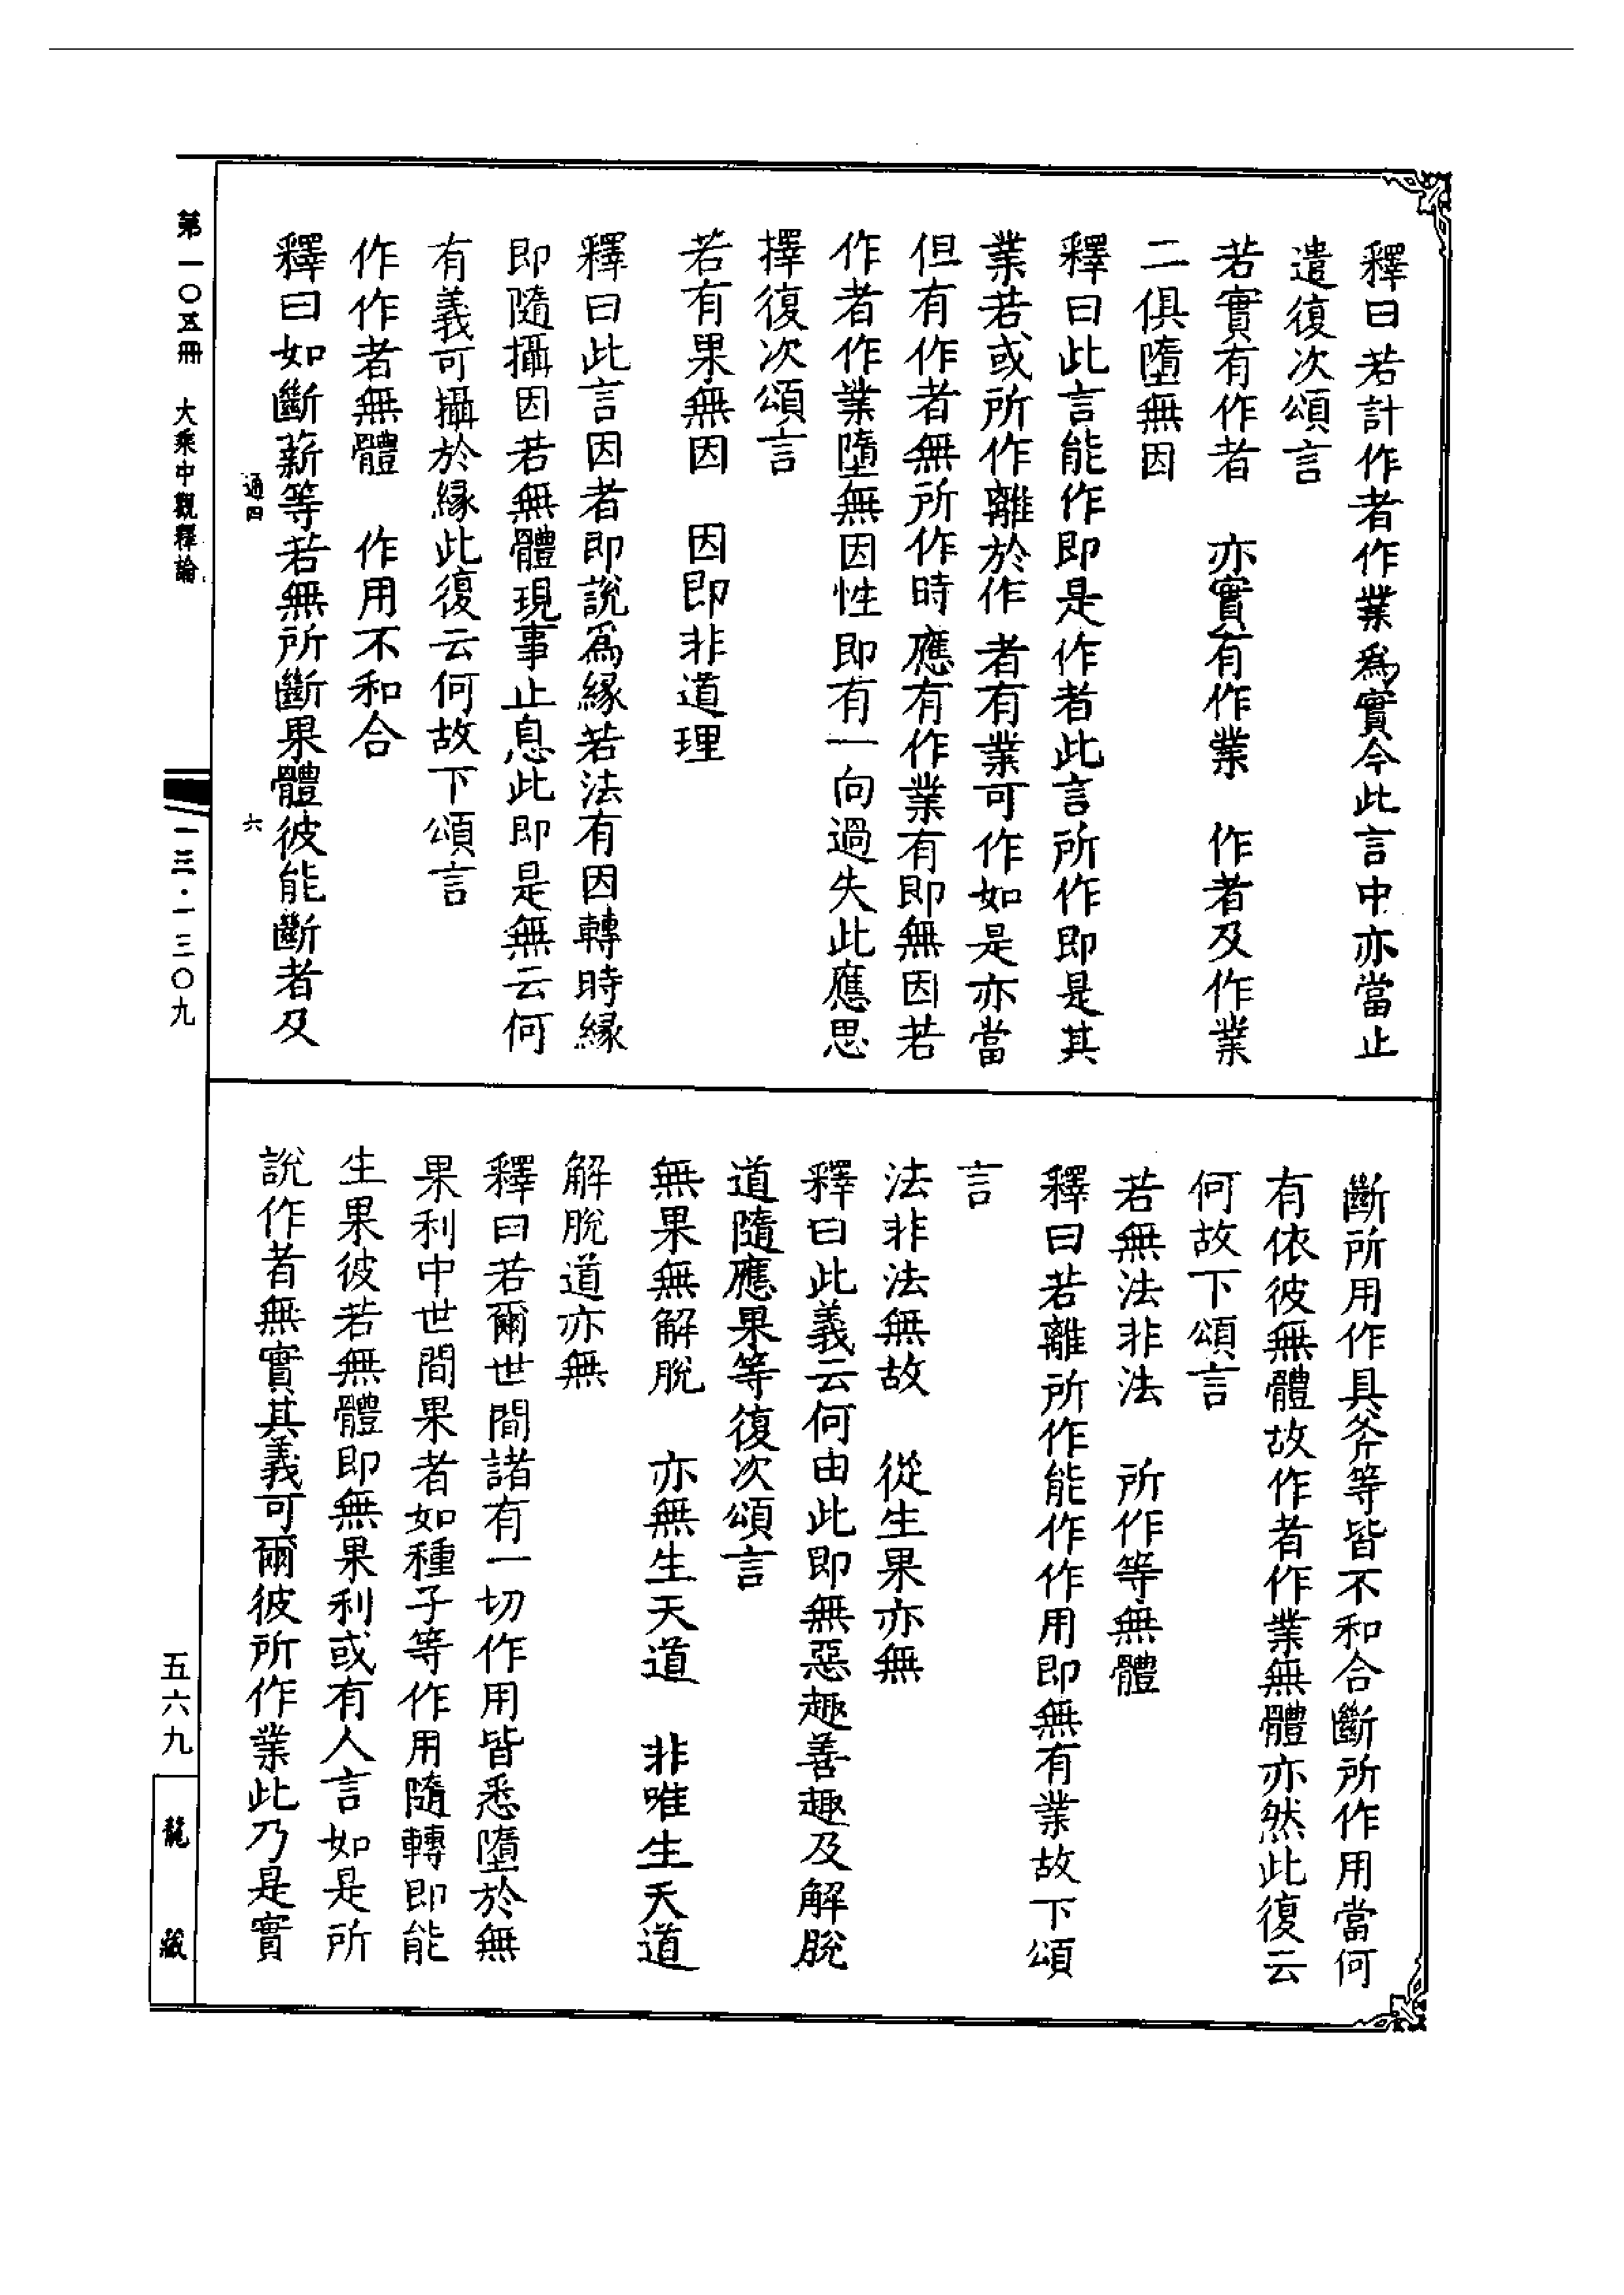 釋曰若計作者作業爲實今此言中亦當止
遣復次頌言
若實有作者　亦實有作業　作者及作業
二俱墮無因
釋曰此言能作即是作者此言所作即是其
業若或所作離於作者有業可作如是亦當
但有作者無所作時應有作業有即無因若
作者作業墮無因性即有一向過失此應思
擇復次頌言
若有果無因　因即非道理
釋曰此言因者即說爲緣若法有因轉時緣
即隨攝因若無體現事止息此即是無云何
有義可攝於緣此復云何故下頌言
作作者無體　作用不和合
釋曰如斷薪等若無所斷果體彼能斷者及
斷所用作具斧等皆不和合斷所作用當何
有依彼無體故作者作業無體亦然此復云
何故下頌言
若無法非法　所作等無體
釋曰若離所作能作作用即無有業故下頌
言
法非法無故　從生果亦無
釋曰此義云何由此即無惡趣善趣及解脫
道隨應果等復次頌言
無果無解脫　亦無生天道　非唯生天道
解脫道亦無
釋曰若爾世間諸有一切作用皆悉墮於無
果利中世間果者如種子等作用隨轉即能
生果彼若無體即無果利或有人言如是所
說作者無實其義可爾彼所作業此乃是實
通四
六
第一〇五冊　大乘中觀釋論
一三·一三〇九
五六九
龍藏